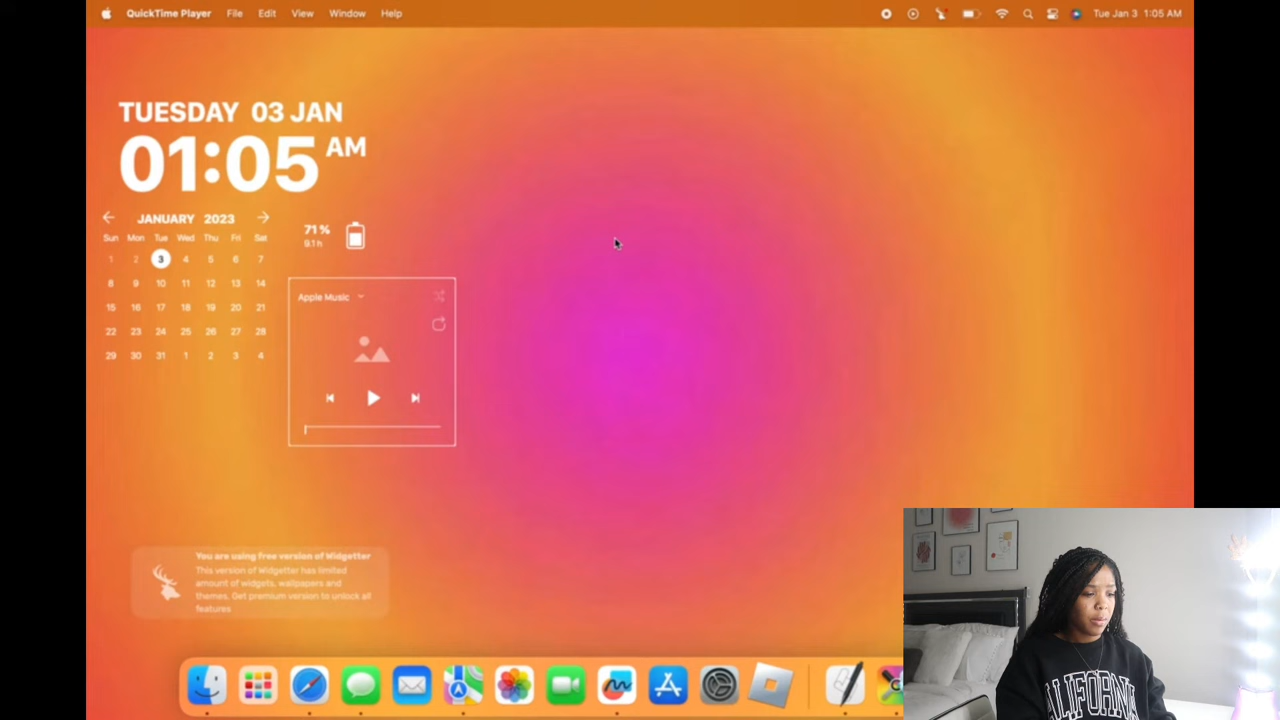 QuickTime Player File Edit View Window Help Tue Jan 3 1:05 AM
TUESDAY 03 JAN
01:05 AM
JANUARY 2023
Sun Mon Tue Wed Thu Fri Sat
1 2 3 4 5 6 7
8 9 10 11 12 13 14
15 16 17 18 19 20 21
22 23 24 25 26 27 28
29 30 31 1 2 3 4
71%
9.1 h
Apple Music
You are using free version of Widgetter
This version of Widgetter has limited
amount of widgets, wallpapers and
themes. Get premium version to unlock all
features
CALIFORNIA